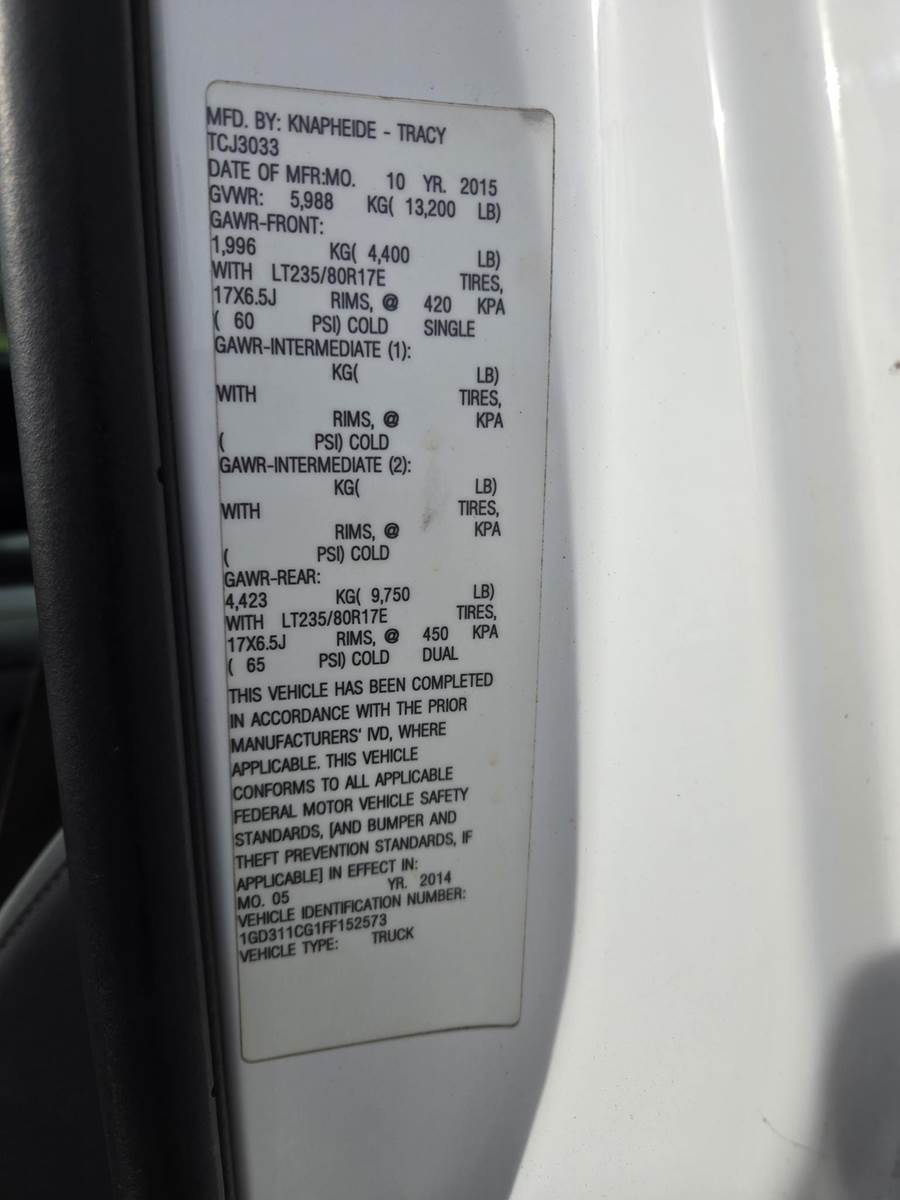 MFD. BY: KNAPHEIDE - TRACY
TCJ3033
DATE OF MFR:MO. 10 YR. 2015
GVWR: 5,988 KG( 13,200 LB)
GAWR-FRONT:
1,996 KG( 4,400 LB)
WITH LT235/80R17E TIRES,
17X6.5J RIMS, @ 420 KPA
( 60 PSI) COLD SINGLE
GAWR-INTERMEDIATE (1):
KG( LB)
WITH TIRES,
RIMS, @ KPA
( PSI) COLD
GAWR-INTERMEDIATE (2):
KG( LB)
WITH TIRES,
RIMS, @ KPA
( PSI) COLD
GAWR-REAR:
4,423 KG( 9,750 LB)
WITH LT235/80R17E TIRES,
17X6.5J RIMS, @ 450 KPA
( 65 PSI) COLD DUAL
THIS VEHICLE HAS BEEN COMPLETED
IN ACCORDANCE WITH THE PRIOR
MANUFACTURERS' IVD, WHERE
APPLICABLE. THIS VEHICLE
CONFORMS TO ALL APPLICABLE
FEDERAL MOTOR VEHICLE SAFETY
STANDARDS, [AND BUMPER AND
THEFT PREVENTION STANDARDS, IF
APPLICABLE] IN EFFECT IN:
MO. 05 YR. 2014
VEHICLE IDENTIFICATION NUMBER:
1GD311CG1FF152573
VEHICLE TYPE: TRUCK